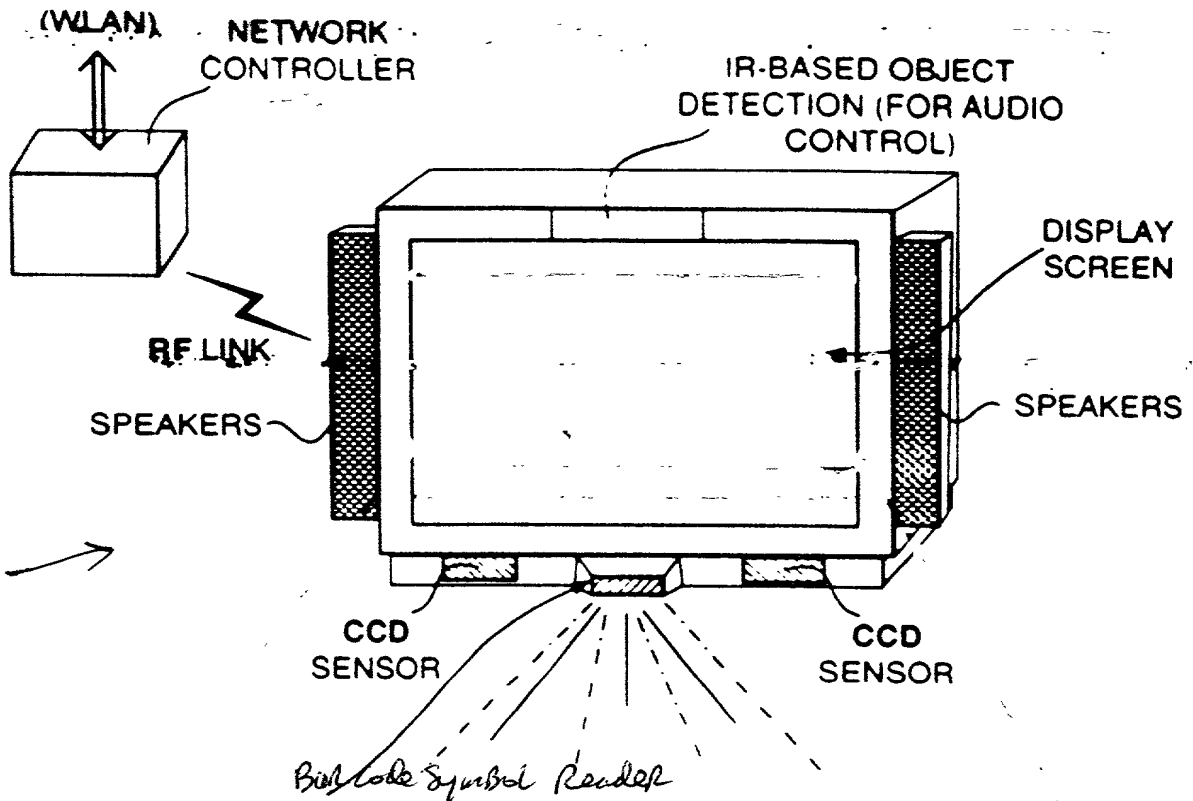 (WLAN)
NETWORK
CONTROLLER
IR-BASED OBJECT
DETECTION (FOR AUDIO
CONTROL)
DISPLAY
SCREEN
RF LINK
SPEAKERS
SPEAKERS
CCD
SENSOR
CCD
SENSOR
Bar Code Symbol Reader